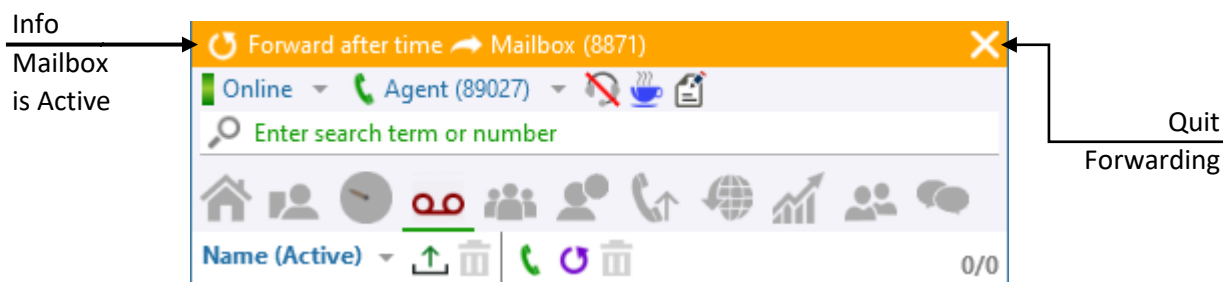 Info
Mailbox
is Active
Forward after time Mailbox (8871)
Online Agent (89027)
Enter search term or number
Name (Active) 0/0
Quit
Forwarding